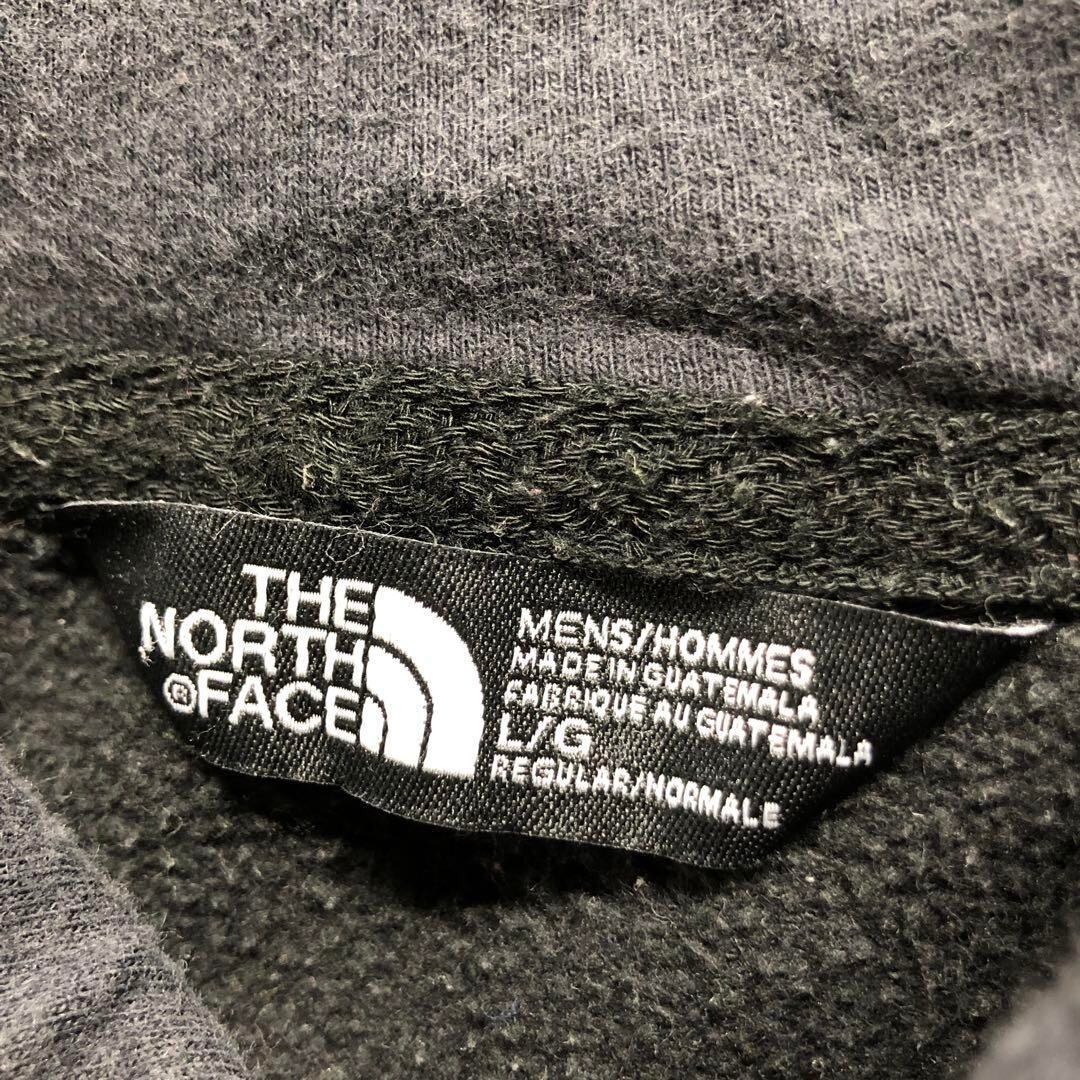 THE
NORTH
®FACE
MENS/HOMMES
MADE IN GUATEMALA
FABRIQUE AU GUATEMALA
L/G
REGULAR/NORMALE